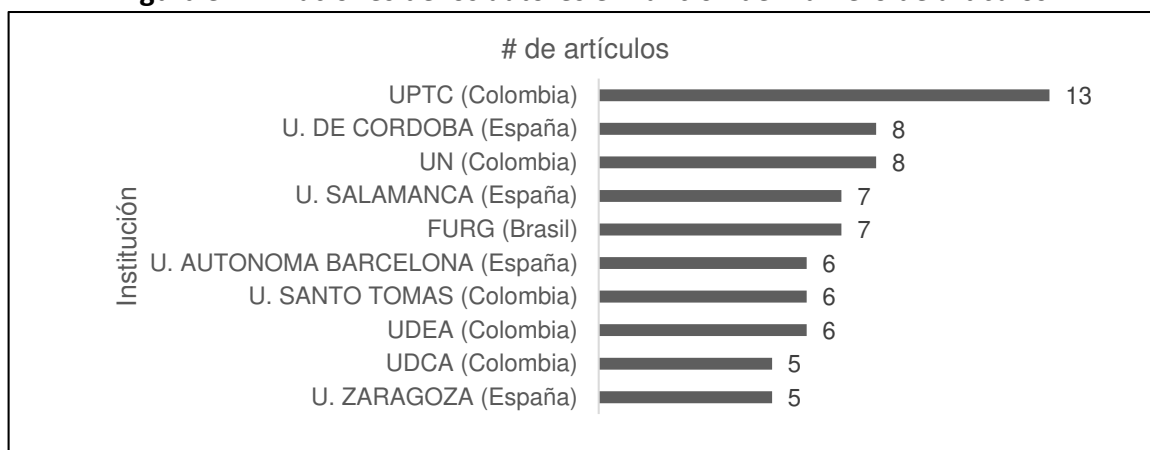 # de artículos
UPTC (Colombia) 13
U. DE CORDOBA (España) 8
UN (Colombia) 8
U. SALAMANCA (España) 7
FURG (Brasil) 7
U. AUTONOMA BARCELONA (España) 6
U. SANTO TOMAS (Colombia) 6
UDEA (Colombia) 6
UDCA (Colombia) 5
U. ZARAGOZA (España) 5
Institución